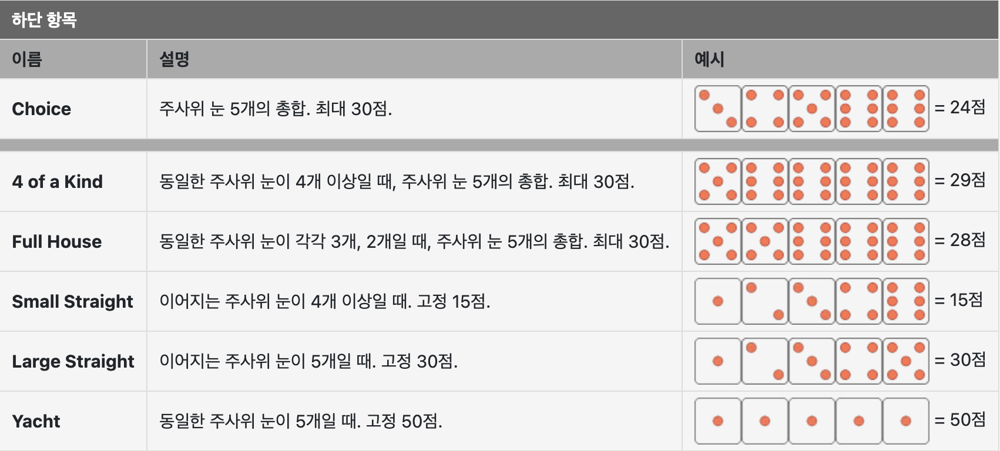 하단 항목
이름 설명 예시
Choice 주사위 눈 5개의 총합. 최대 30점. = 24점
4 of a Kind 동일한 주사위 눈이 4개 이상일 때, 주사위 눈 5개의 총합. 최대 30점. = 29점
Full House 동일한 주사위 눈이 각각 3개, 2개일 때, 주사위 눈 5개의 총합. 최대 30점. = 28점
Small Straight 이어지는 주사위 눈이 4개 이상일 때. 고정 15점. = 15점
Large Straight 이어지는 주사위 눈이 5개일 때. 고정 30점. = 30점
Yacht 동일한 주사위 눈이 5개일 때. 고정 50점. = 50점